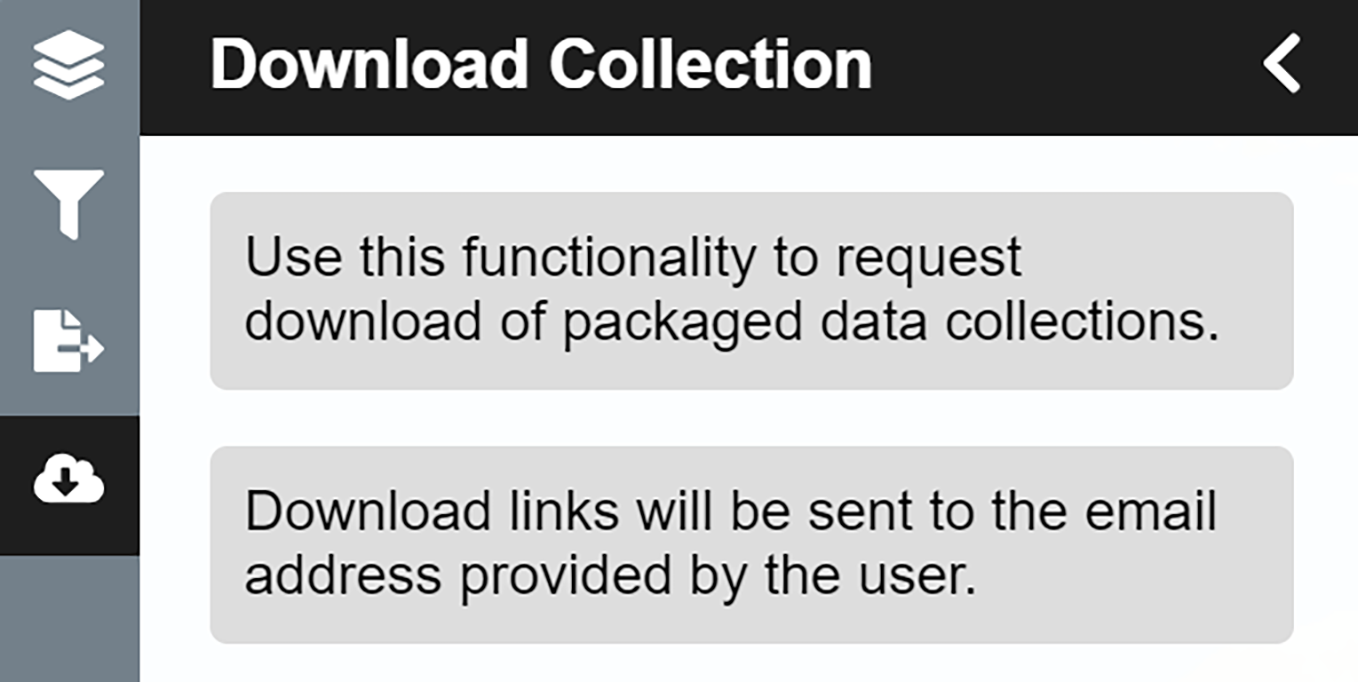 Download Collection
Use this functionality to request
download of packaged data collections.
Download links will be sent to the email
address provided by the user.